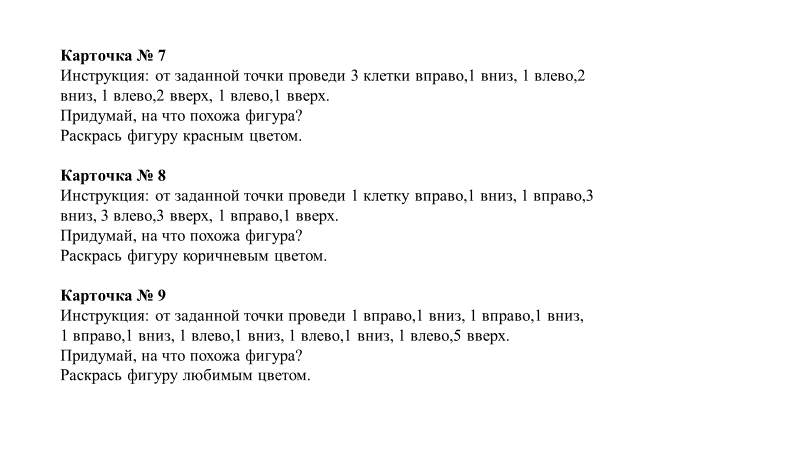 Карточка № 7
Инструкция: от заданной точки проведи 3 клетки вправо,1 вниз, 1 влево,2
вниз, 1 влево,2 вверх, 1 влево,1 вверх.
Придумай, на что похожа фигура?
Раскрась фигуру красным цветом.
Карточка № 8
Инструкция: от заданной точки проведи 1 клетку вправо,1 вниз, 1 вправо,3
вниз, 3 влево,3 вверх, 1 вправо,1 вверх.
Придумай, на что похожа фигура?
Раскрась фигуру коричневым цветом.
Карточка № 9
Инструкция: от заданной точки проведи 1 вправо,1 вниз, 1 вправо,1 вниз,
1 вправо,1 вниз, 1 влево,1 вниз, 1 влево,1 вниз, 1 влево,5 вверх.
Придумай, на что похожа фигура?
Раскрась фигуру любимым цветом.